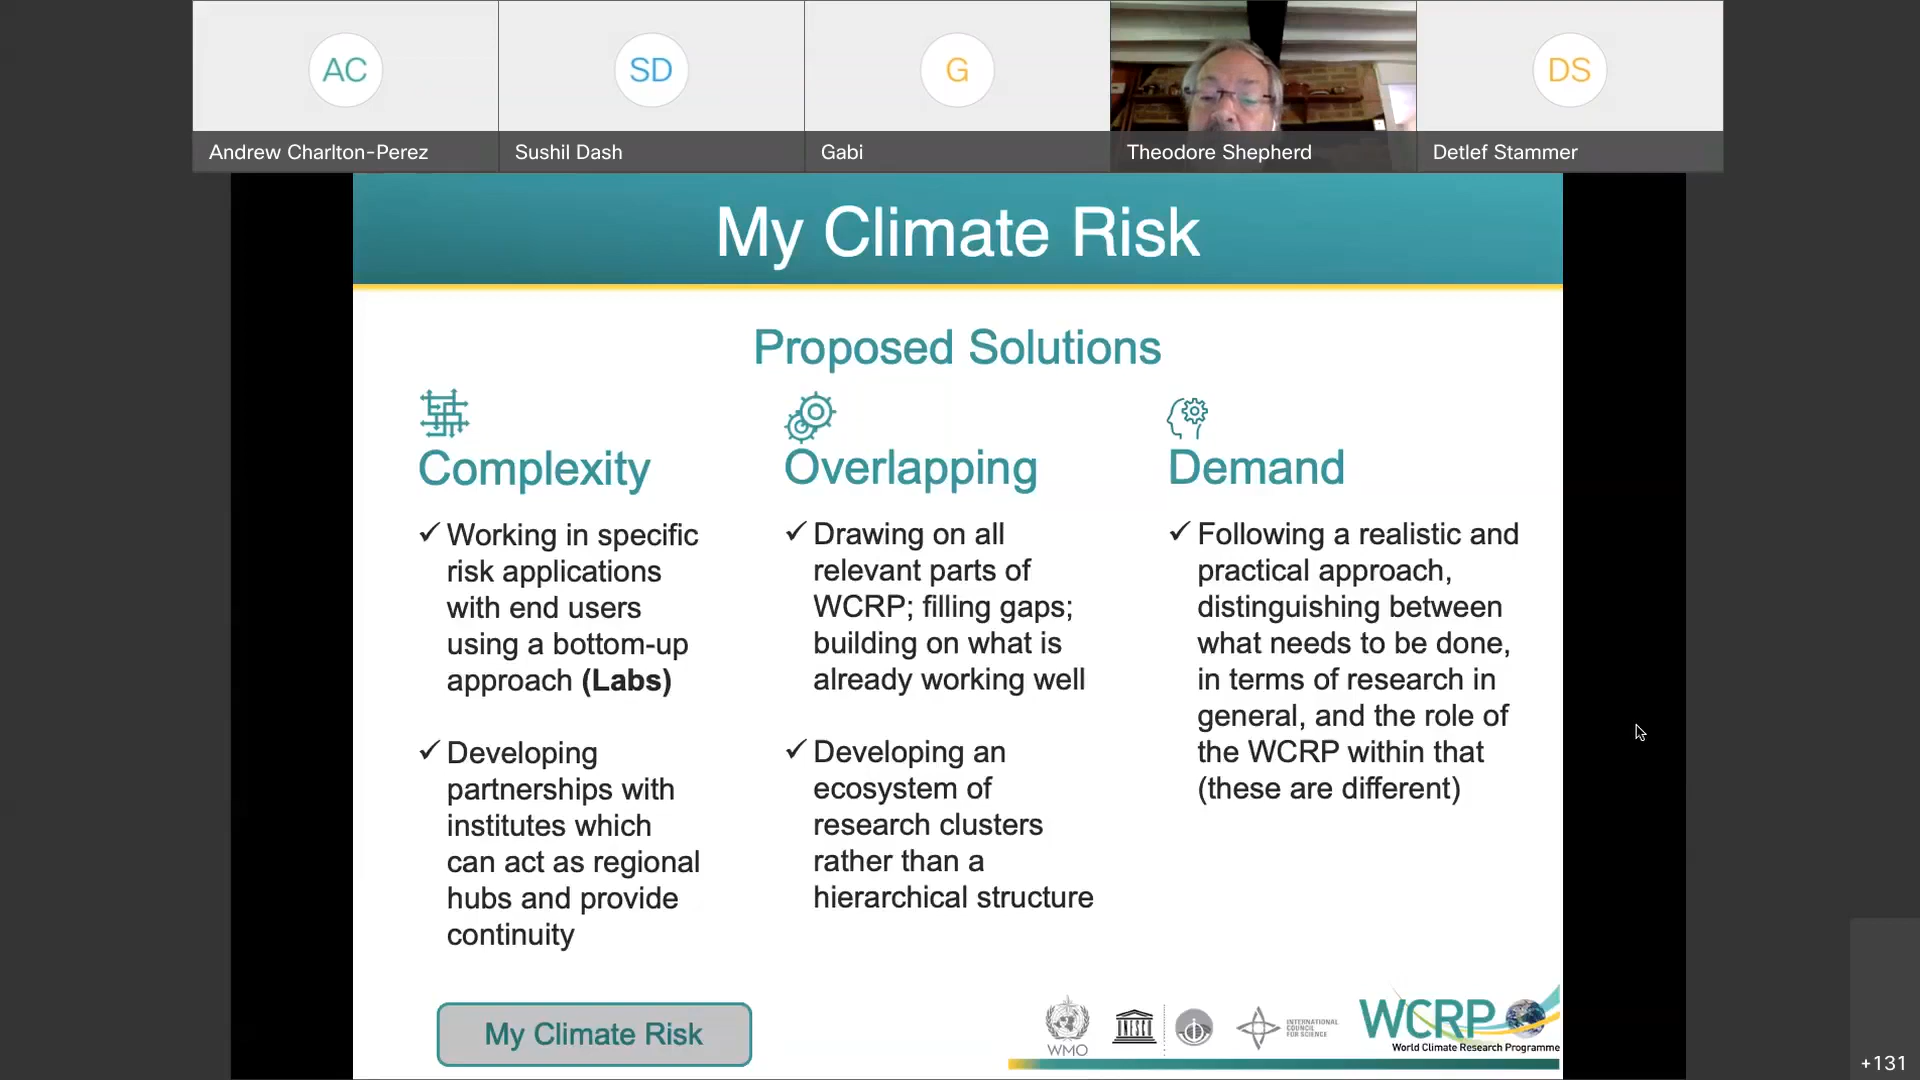 AC
SD
G
DS
Andrew Charlton-Perez
Sushil Dash
Gabi
Theodore Shepherd
Detlef Stammer
My Climate Risk
Proposed Solutions
Complexity
✓ Working in specific
risk applications
with end users
using a bottom-up
approach (Labs)
✓ Developing
partnerships with
institutes which
can act as regional
hubs and provide
continuity
Overlapping
✓ Drawing on all
relevant parts of
WCRP; filling gaps;
building on what is
already working well
✓ Developing an
ecosystem of
research clusters
rather than a
hierarchical structure
Demand
✓ Following a realistic and
practical approach,
distinguishing between
what needs to be done,
in terms of research in
general, and the role of
the WCRP within that
(these are different)
My Climate Risk
WMO
UNESCO
INTERNATIONAL
COUNCIL
FOR SCIENCE
WCRP
World Climate Research Programme
+131